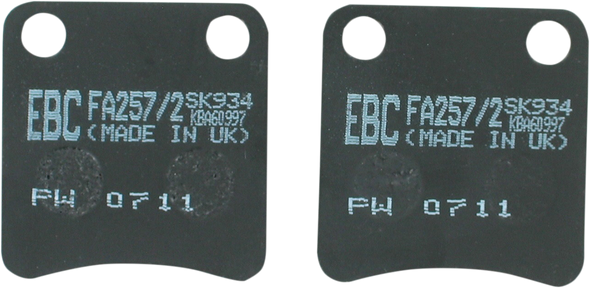 EBC FA257/2 SK934
KBA60997
(MADE IN UK)
PW 0711
EBC FA257/2 SK934
KBA60997
(MADE IN UK)
PW 0711